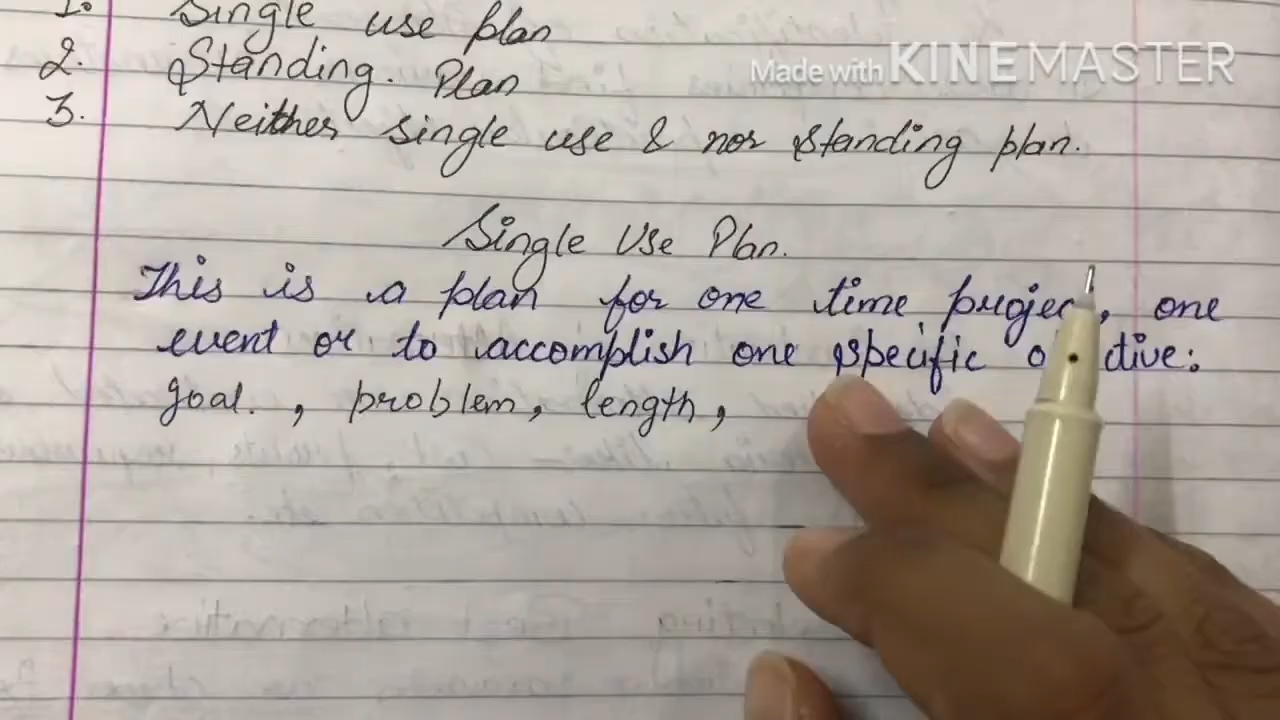 1. Single use plan
Made with KINEMASTER
2. Standing. Plan
3. Neither single use & nor standing plan.
Single Use Plan.
This is a plan for one time project, one
event or to accomplish one specific
goal. , problem, length,